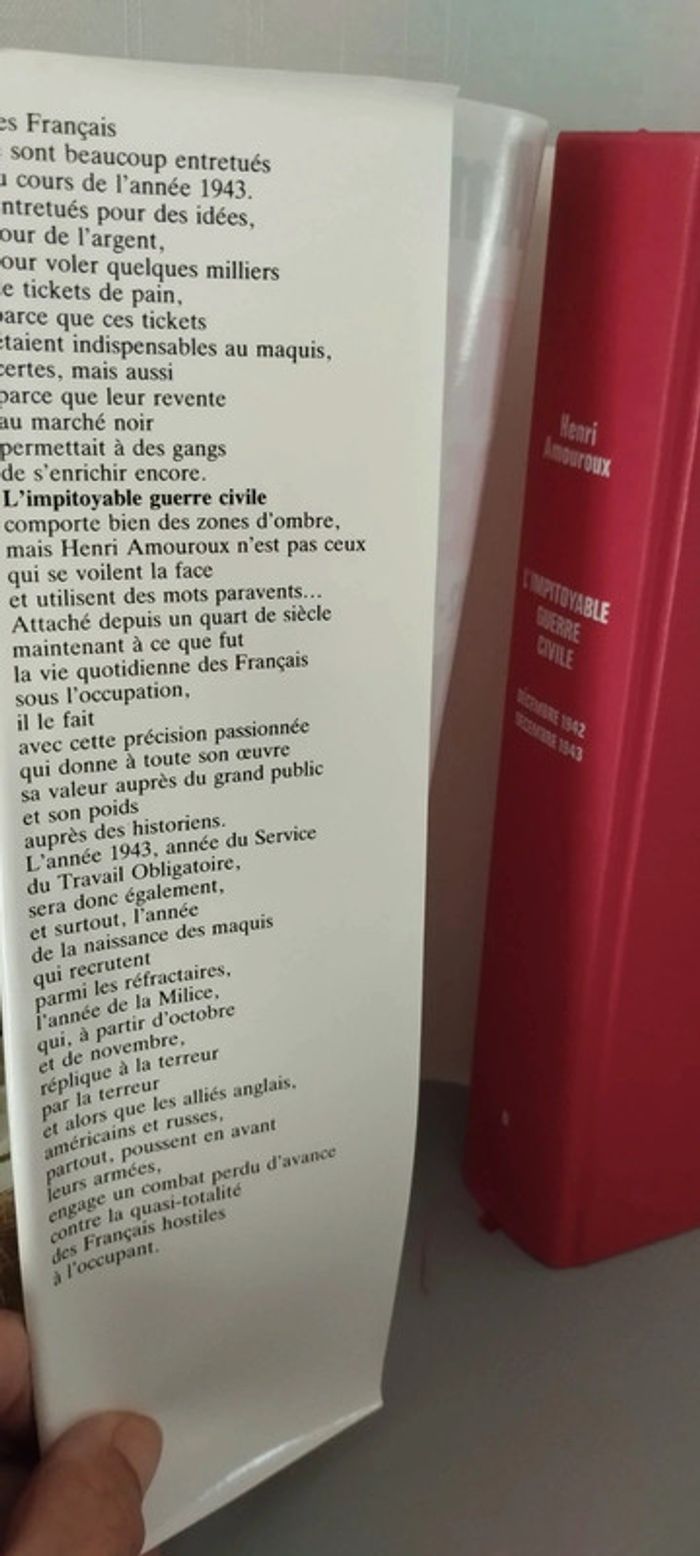 es Français
sont beaucoup entretués
u cours de l'année 1943.
ntretués pour des idées,
our de l'argent,
our voler quelques milliers
e tickets de pain,
parce que ces tickets
étaient indispensables au maquis,
certes, mais aussi
parce que leur revente
au marché noir
permettait à des gangs
de s'enrichir encore.
L'impitoyable guerre civile
comporte bien des zones d'ombre,
mais Henri Amouroux n'est pas ceux
qui se voilent la face
et utilisent des mots paravents...
Attaché depuis un quart de siècle
maintenant à ce que fut
la vie quotidienne des Français
sous l'occupation,
il le fait
avec cette précision passionnée
qui donne à toute son œuvre
sa valeur auprès du grand public
et son poids
auprès des historiens.
L'année 1943, année du Service
du Travail Obligatoire,
sera donc également,
et surtout, l'année
de la naissance des maquis
qui recrutent
parmi les réfractaires,
l'année de la Milice,
qui, à partir d'octobre
et de novembre,
réplique à la terreur
par la terreur
et alors que les alliés anglais,
américains et russes,
partout, poussent en avant
leurs armées,
engage un combat perdu d'avance
contre la quasi-totalité
des Français hostiles
à l'occupant.
Henri
Amouroux
L'IMPITOYABLE
GUERRE
CIVILE
DÉCEMBRE 1942
DÉCEMBRE 1943